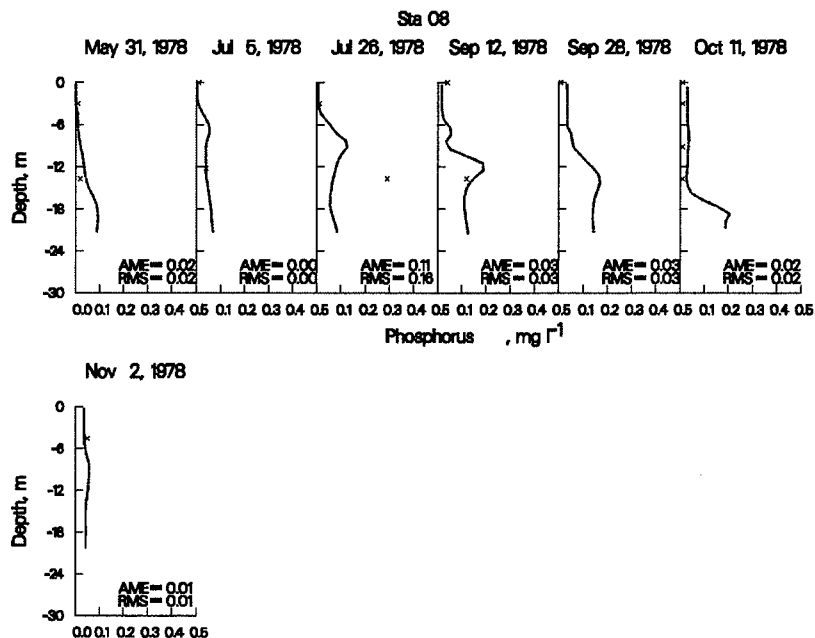 Sta 08
May 31, 1978 Jul 5, 1978 Jul 26, 1978 Sep 12, 1978 Sep 28, 1978 Oct 11, 1978
0
-6
-12
-18
-24
-30
Depth, m
AME= 0.02 AME= 0.00 AME= 0.11 AME= 0.03 AME= 0.03 AME= 0.02
RMS= 0.02 RMS= 0.00 RMS= 0.16 RMS= 0.03 RMS= 0.03 RMS= 0.02
0.0 0.1 0.2 0.3 0.4 0.5 0.1 0.2 0.3 0.4 0.5 0.1 0.2 0.3 0.4 0.5 0.1 0.2 0.3 0.4 0.5 0.1 0.2 0.3 0.4 0.5 0.1 0.2 0.3 0.4 0.5
Phosphorus , mg l-1
Nov 2, 1978
0
-6
-12
-18
-24
-30
Depth, m
AME= 0.01
RMS= 0.01
0.0 0.1 0.2 0.3 0.4 0.5